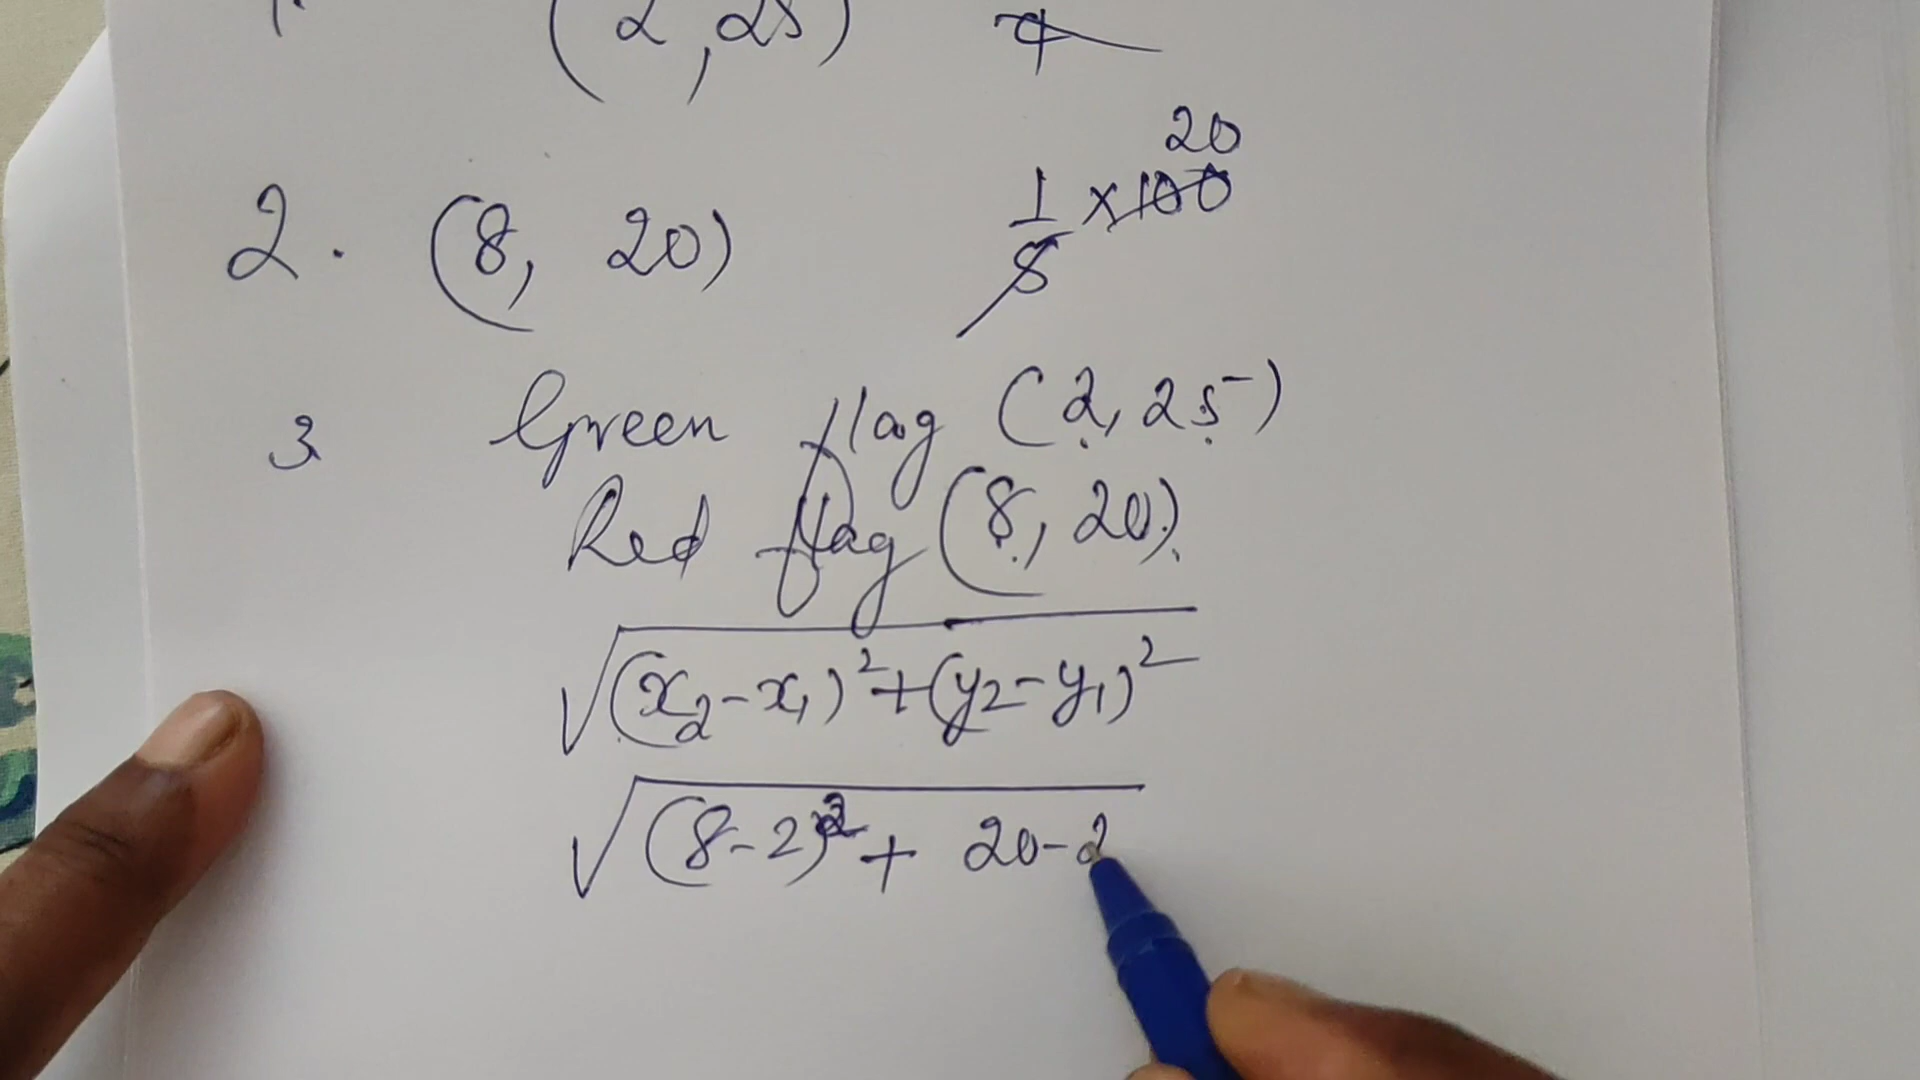 (2, 25) 4
20
2. (8, 20) 1/5 ×100
3 Green flag (2, 25)
Red flag (8, 20)
√(x₂-x₁)²+(y₂-y₁)²
√(8-2)²+ 20-2